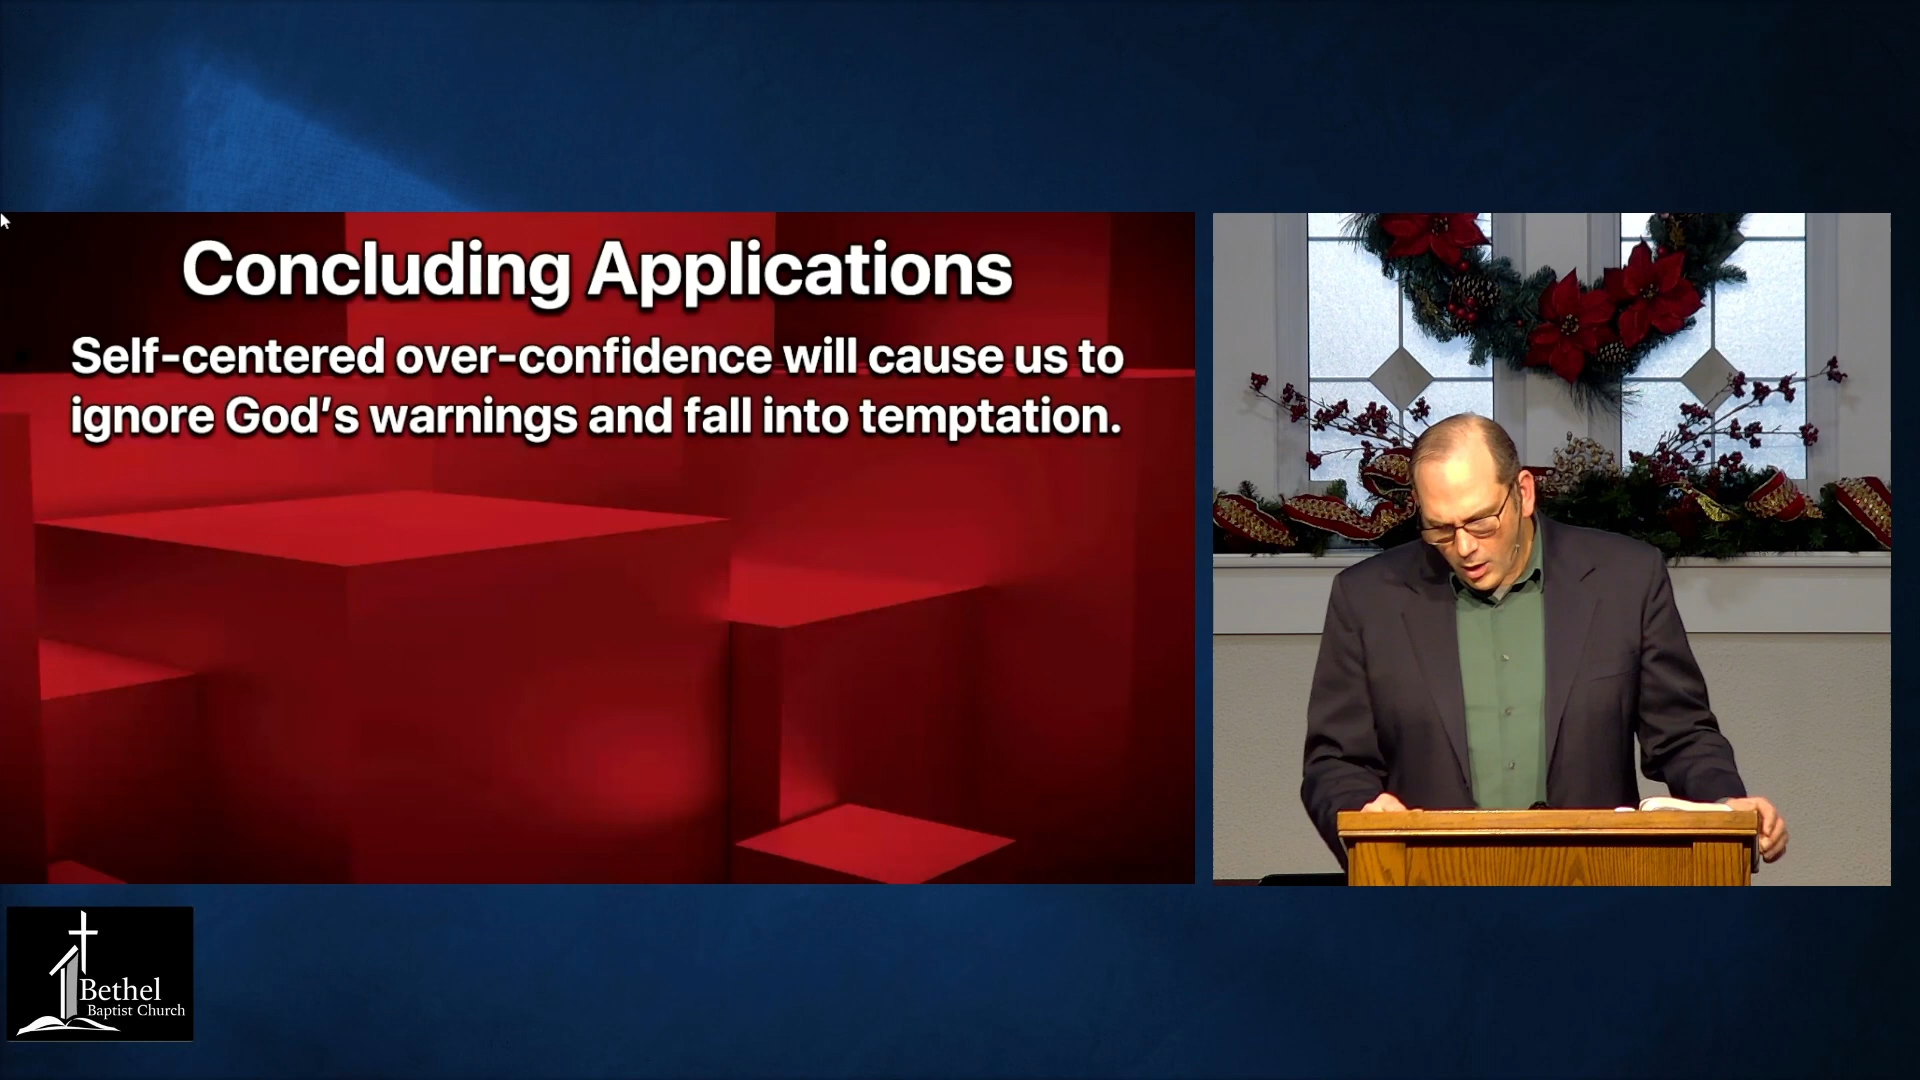 Concluding Applications
Self-centered over-confidence will cause us to
ignore God's warnings and fall into temptation.
Bethel
Baptist Church